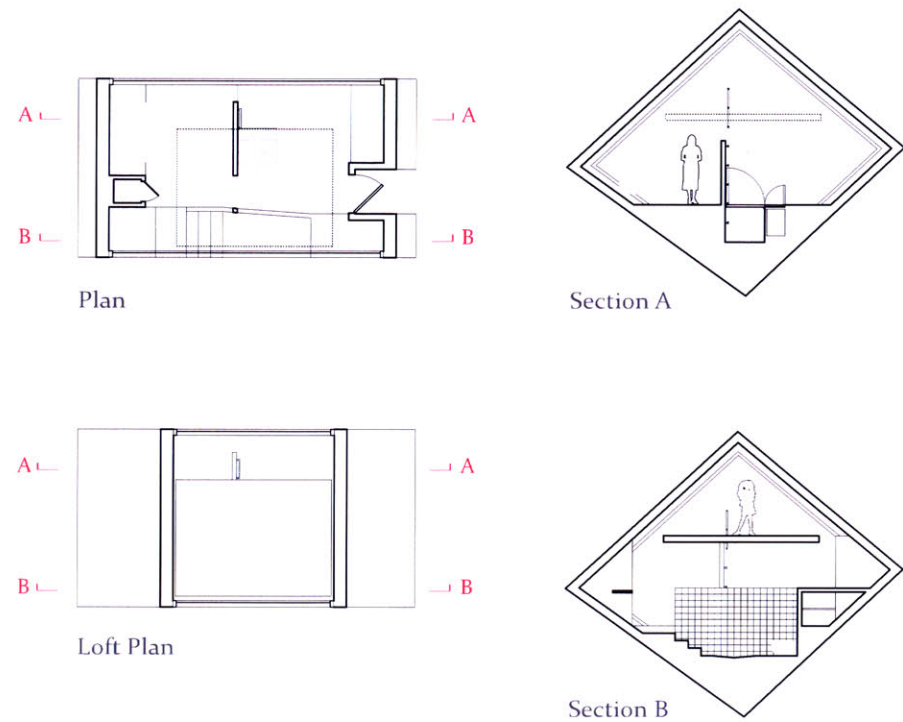 A A
B B
Plan
Section A
A A
B B
Loft Plan
Section B